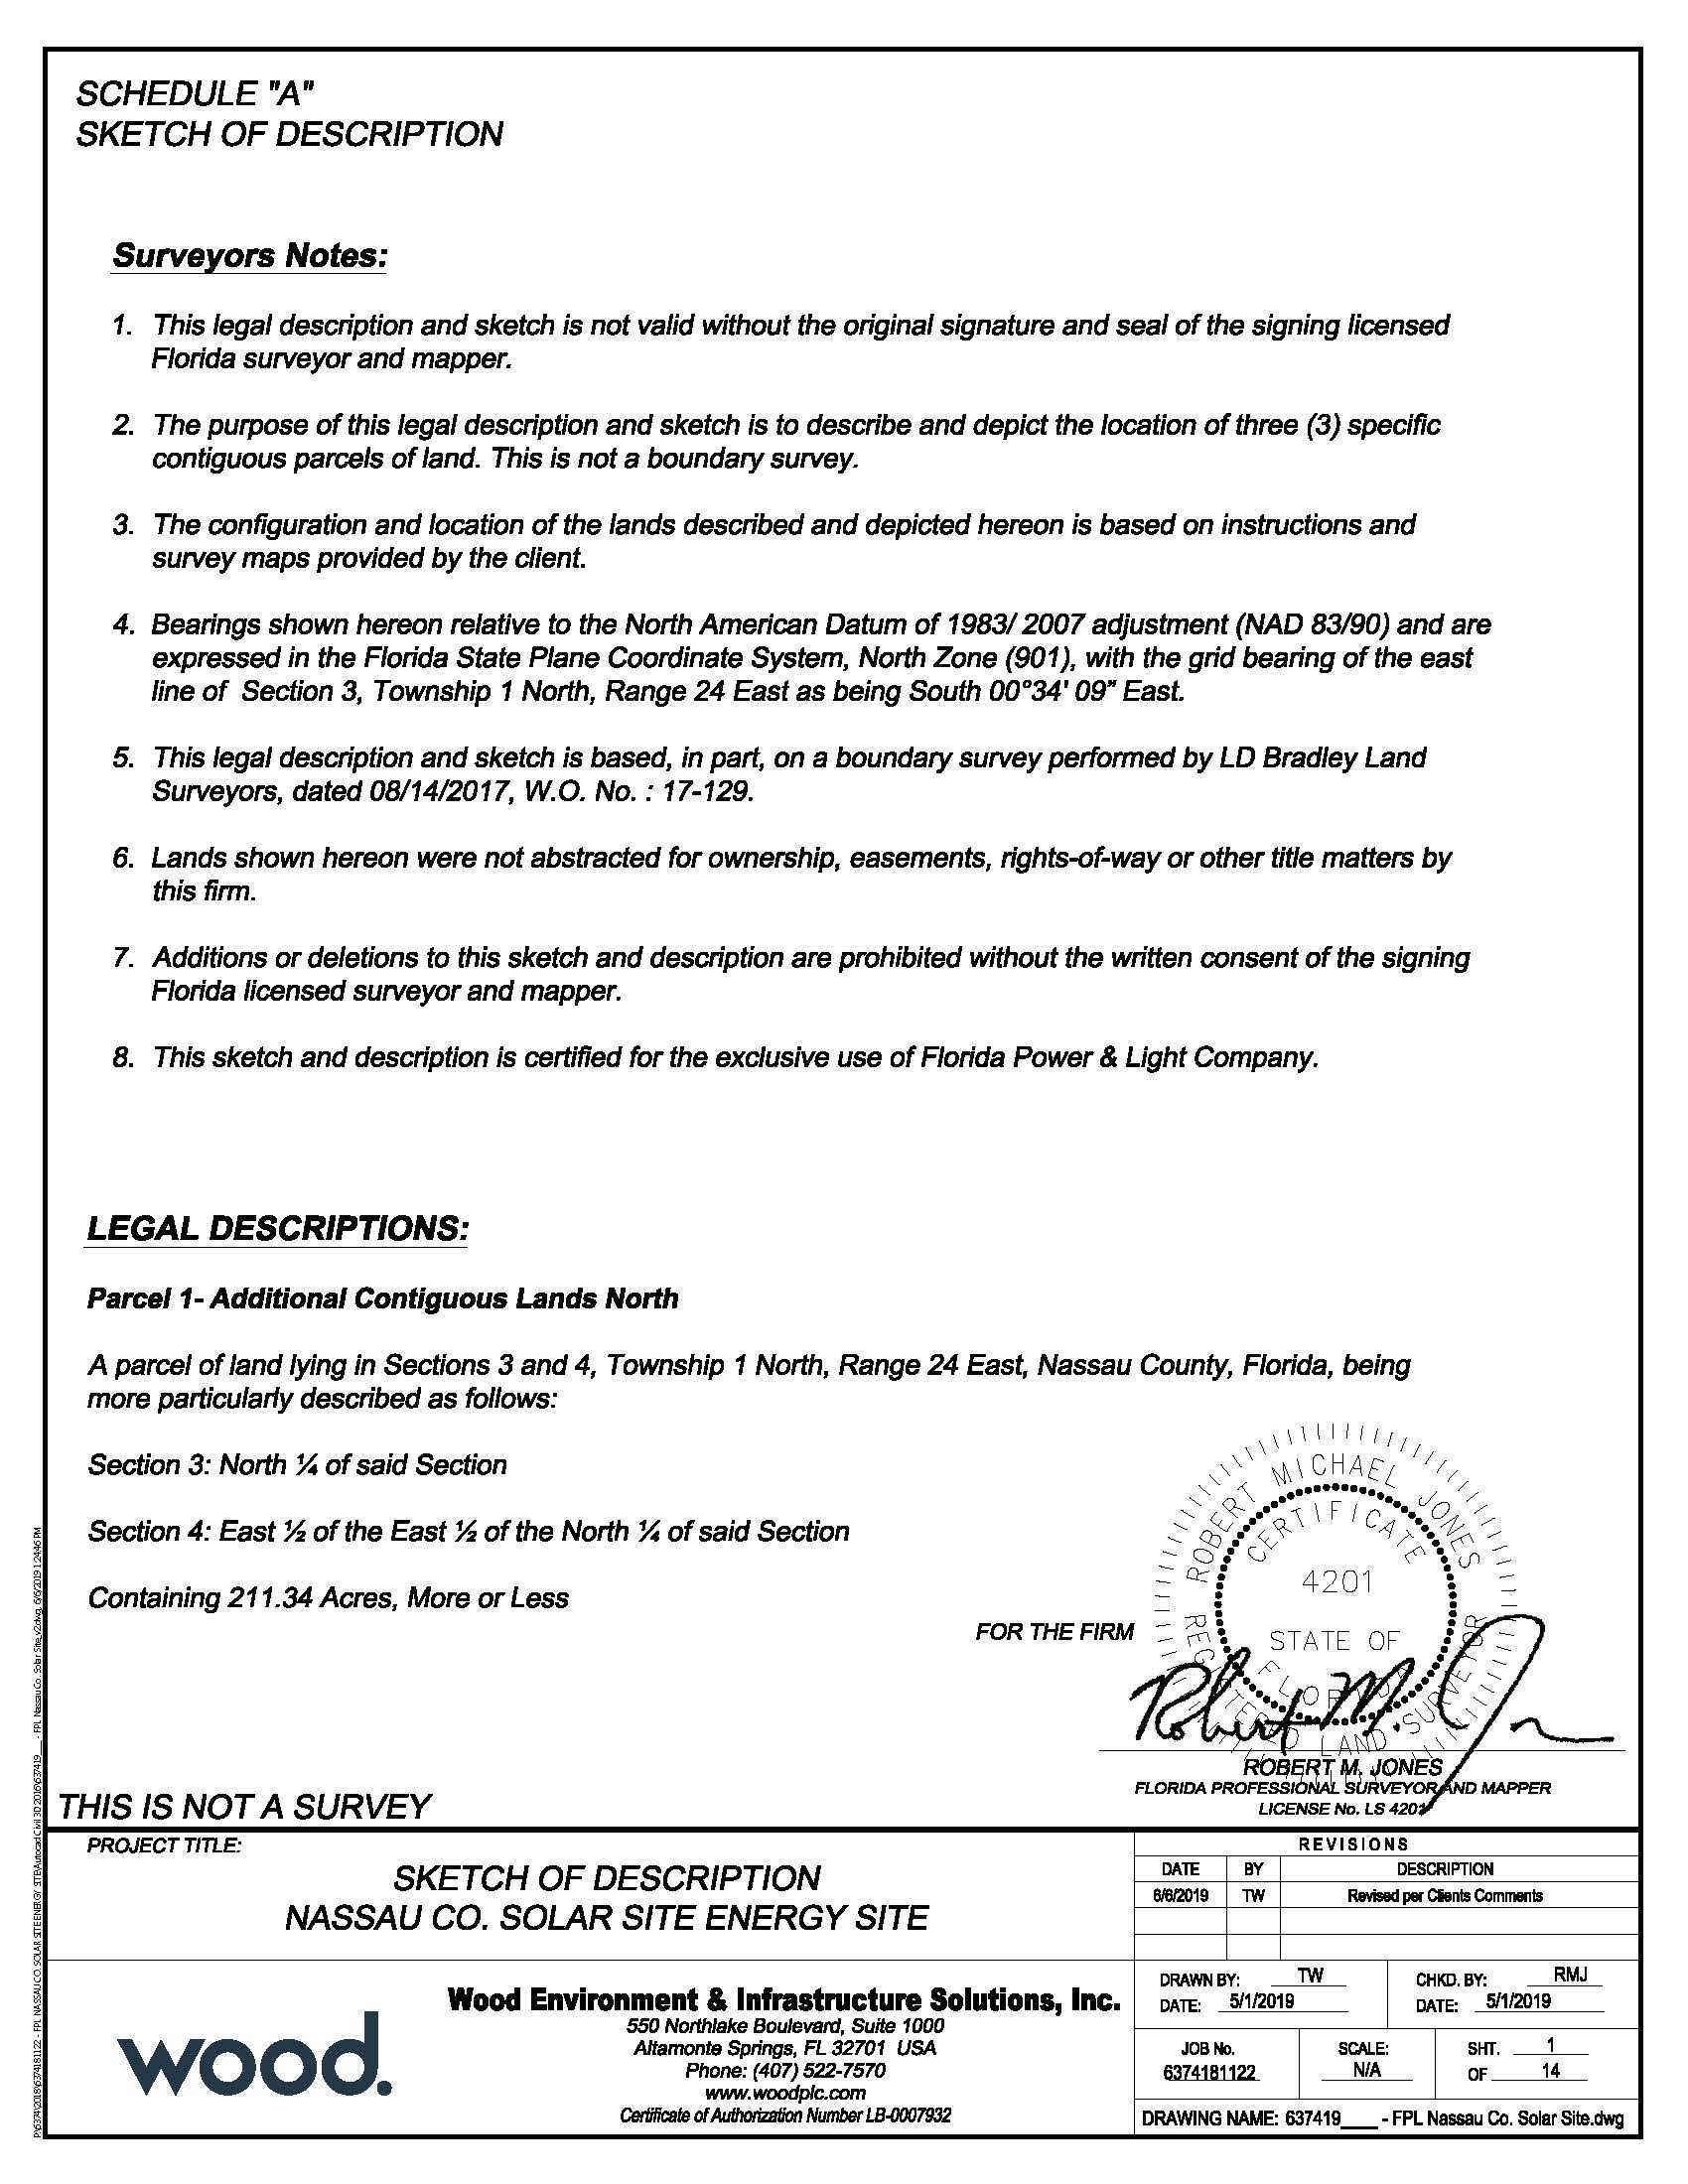 SCHEDULE "A"
SKETCH OF DESCRIPTION
Surveyors Notes:
1. This legal description and sketch is not valid without the original signature and seal of the signing licensed
Florida surveyor and mapper.
2. The purpose of this legal description and sketch is to describe and depict the location of three (3) specific
contiguous parcels of land. This is not a boundary survey.
3. The configuration and location of the lands described and depicted hereon is based on instructions and
survey maps provided by the client.
4. Bearings shown hereon relative to the North American Datum of 1983/ 2007 adjustment (NAD 83/90) and are
expressed in the Florida State Plane Coordinate System, North Zone (901), with the grid bearing of the east
line of Section 3, Township 1 North, Range 24 East as being South 00°34' 09” East.
5. This legal description and sketch is based, in part, on a boundary survey performed by LD Bradley Land
Surveyors, dated 08/14/2017, W.O. No. : 17-129.
6. Lands shown hereon were not abstracted for ownership, easements, rights-of-way or other title matters by
this firm.
7. Additions or deletions to this sketch and description are prohibited without the written consent of the signing
Florida licensed surveyor and mapper.
8. This sketch and description is certified for the exclusive use of Florida Power & Light Company.
LEGAL DESCRIPTIONS:
Parcel 1- Additional Contiguous Lands North
A parcel of land lying in Sections 3 and 4, Township 1 North, Range 24 East, Nassau County, Florida, being
more particularly described as follows:
Section 3: North ¼ of said Section
Section 4: East ½ of the East ½ of the North ¼ of said Section
Containing 211.34 Acres, More or Less
FOR THE FIRM
ROBERT MICHAEL JONES
CERTIFICATE
4201
STATE OF
FLORIDA
REGISTERED LAND SURVEYOR
Robert M. J
ROBERT M. JONES
FLORIDA PROFESSIONAL SURVEYOR AND MAPPER
LICENSE No. LS 4201
THIS IS NOT A SURVEY
PROJECT TITLE:
SKETCH OF DESCRIPTION
NASSAU CO. SOLAR SITE ENERGY SITE
REVISIONS
DATE BY DESCRIPTION
6/6/2019 TW Revised per Clients Comments
wood.
Wood Environment & Infrastructure Solutions, Inc.
550 Northlake Boulevard, Suite 1000
Altamonte Springs, FL 32701 USA
Phone: (407) 522-7570
www.woodplc.com
Certificate of Authorization Number LB-0007932
DRAWN BY: TW
DATE: 5/1/2019
CHKD. BY: RMJ
DATE: 5/1/2019
JOB No.
6374181122
SCALE:
N/A
SHT. 1
OF 14
DRAWING NAME: 637419____ - FPL Nassau Co. Solar Site.dwg